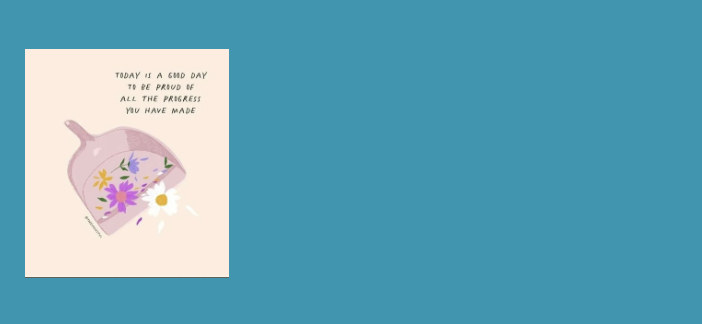 TODAY IS A GOOD DAY
TO BE PROUD OF
ALL THE PROGRESS
YOU HAVE MADE